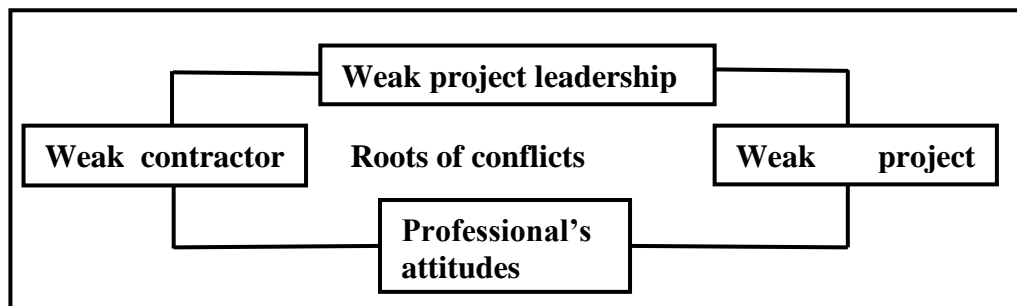 Weak project leadership
Weak contractor
Roots of conflicts
Weak project
Professional’s
attitudes